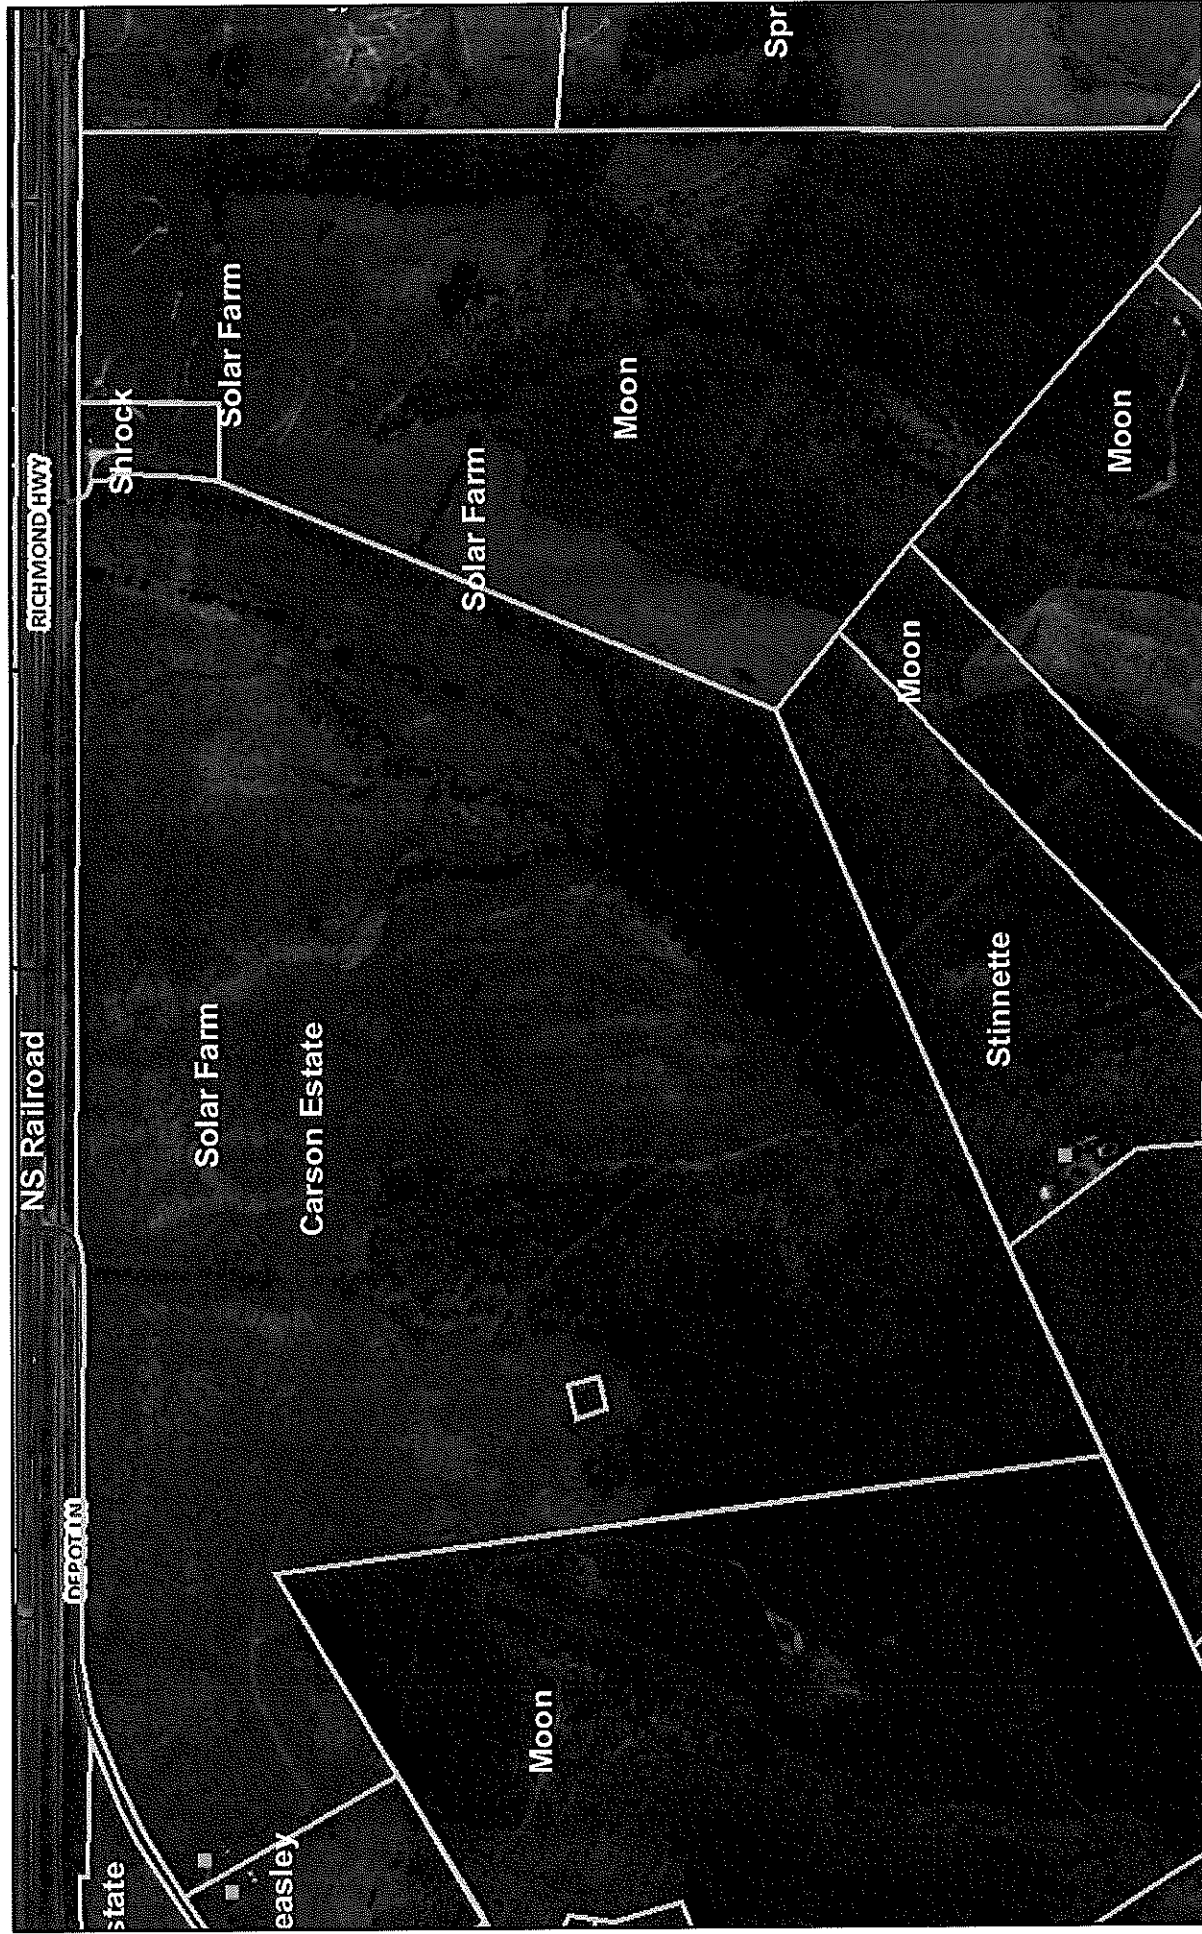 NS Railroad
RICHMOND HWY
DEPOT LN
state
easley
Solar Farm
Carson Estate
Shrock
Solar Farm
Solar Farm
Moon
Spr
Moon
Stinnette
Moon
Moon